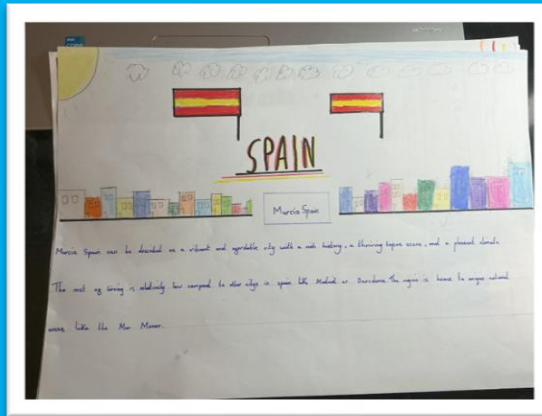 SPAIN
Murcia Spain
Murcia Spain can be described as a vibrant and affordable city with a rich history, a thriving tapas scene, and a pleasant climate.
The cost of living is relatively low compared to other citys in spain like Madrid or Barcelona. The region is home to unique natural
areas like the Mar Menor.